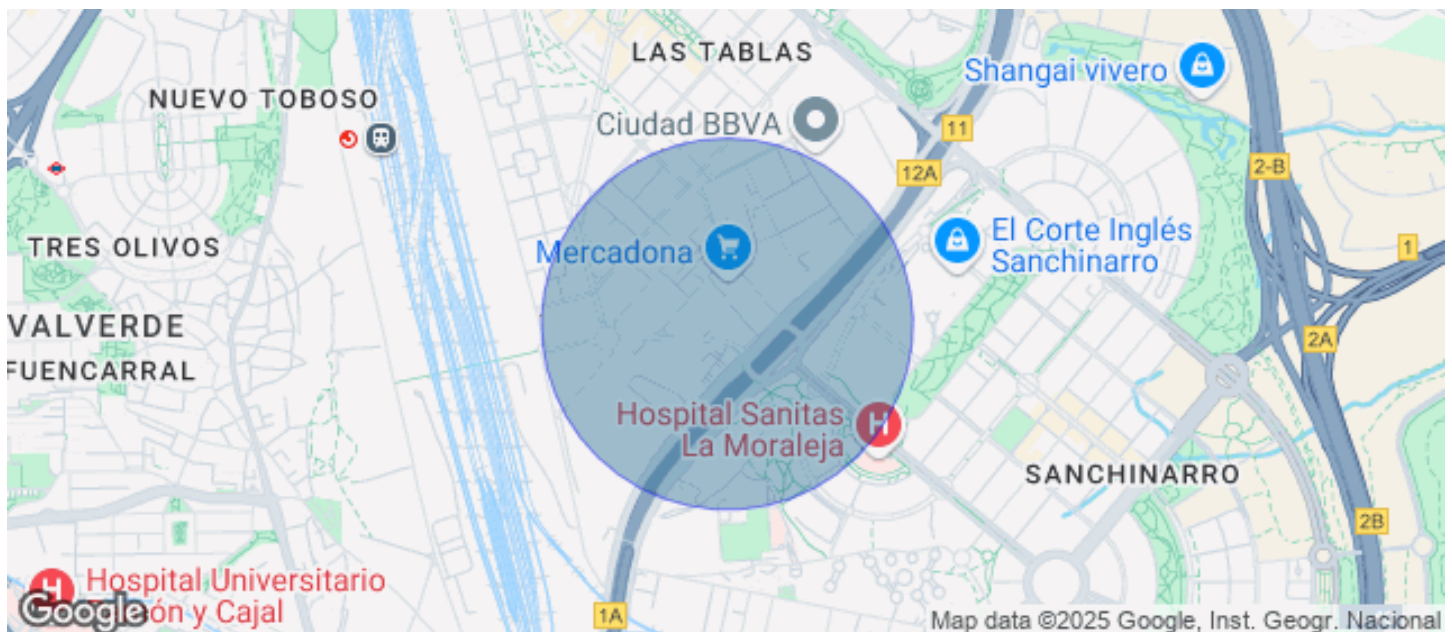 LAS TABLAS
Shangai vivero
NUEVO TOBOSO
Ciudad BBVA
11
12A
2-B
TRES OLIVOS
Mercadona
El Corte Inglés
Sanchinarro
1
VALVERDE
2A
FUENCARRAL
Hospital Sanitas
La Moraleja
H
SANCHINARRO
2B
H
Hospital Universitario
y Cajal
Google
1A
Map data ©2025 Google, Inst. Geogr. Nacional